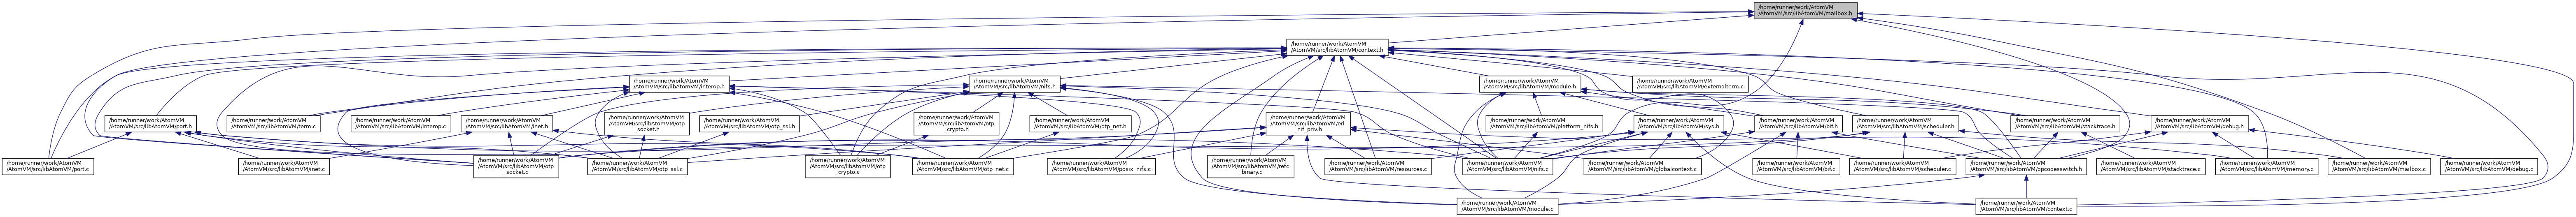 /home/runner/work/AtomVM
/AtomVM/src/libAtomVM/mailbox.h
/home/runner/work/AtomVM
/AtomVM/src/libAtomVM/context.h
/home/runner/work/AtomVM
/AtomVM/src/libAtomVM/interop.h
/home/runner/work/AtomVM
/AtomVM/src/libAtomVM/nifs.h
/home/runner/work/AtomVM
/AtomVM/src/libAtomVM/module.h
/home/runner/work/AtomVM
/AtomVM/src/libAtomVM/externalterm.c
/home/runner/work/AtomVM
/AtomVM/src/libAtomVM/port.h
/home/runner/work/AtomVM
/AtomVM/src/libAtomVM/term.c
/home/runner/work/AtomVM
/AtomVM/src/libAtomVM/interop.c
/home/runner/work/AtomVM
/AtomVM/src/libAtomVM/inet.h
/home/runner/work/AtomVM
/AtomVM/src/libAtomVM/otp
_socket.h
/home/runner/work/AtomVM
/AtomVM/src/libAtomVM/otp_ssl.h
/home/runner/work/AtomVM
/AtomVM/src/libAtomVM/otp
_crypto.h
/home/runner/work/AtomVM
/AtomVM/src/libAtomVM/otp_net.h
/home/runner/work/AtomVM
/AtomVM/src/libAtomVM/erl
_nif_priv.h
/home/runner/work/AtomVM
/AtomVM/src/libAtomVM/platform_nifs.h
/home/runner/work/AtomVM
/AtomVM/src/libAtomVM/sys.h
/home/runner/work/AtomVM
/AtomVM/src/libAtomVM/bif.h
/home/runner/work/AtomVM
/AtomVM/src/libAtomVM/scheduler.h
/home/runner/work/AtomVM
/AtomVM/src/libAtomVM/stacktrace.h
/home/runner/work/AtomVM
/AtomVM/src/libAtomVM/debug.h
/home/runner/work/AtomVM
/AtomVM/src/libAtomVM/port.c
/home/runner/work/AtomVM
/AtomVM/src/libAtomVM/inet.c
/home/runner/work/AtomVM
/AtomVM/src/libAtomVM/otp
_socket.c
/home/runner/work/AtomVM
/AtomVM/src/libAtomVM/otp_ssl.c
/home/runner/work/AtomVM
/AtomVM/src/libAtomVM/otp
_crypto.c
/home/runner/work/AtomVM
/AtomVM/src/libAtomVM/otp_net.c
/home/runner/work/AtomVM
/AtomVM/src/libAtomVM/posix_nifs.c
/home/runner/work/AtomVM
/AtomVM/src/libAtomVM/refc
_binary.c
/home/runner/work/AtomVM
/AtomVM/src/libAtomVM/resources.c
/home/runner/work/AtomVM
/AtomVM/src/libAtomVM/nifs.c
/home/runner/work/AtomVM
/AtomVM/src/libAtomVM/globalcontext.c
/home/runner/work/AtomVM
/AtomVM/src/libAtomVM/bif.c
/home/runner/work/AtomVM
/AtomVM/src/libAtomVM/scheduler.c
/home/runner/work/AtomVM
/AtomVM/src/libAtomVM/opcodesswitch.h
/home/runner/work/AtomVM
/AtomVM/src/libAtomVM/stacktrace.c
/home/runner/work/AtomVM
/AtomVM/src/libAtomVM/memory.c
/home/runner/work/AtomVM
/AtomVM/src/libAtomVM/mailbox.c
/home/runner/work/AtomVM
/AtomVM/src/libAtomVM/debug.c
/home/runner/work/AtomVM
/AtomVM/src/libAtomVM/module.c
/home/runner/work/AtomVM
/AtomVM/src/libAtomVM/context.c